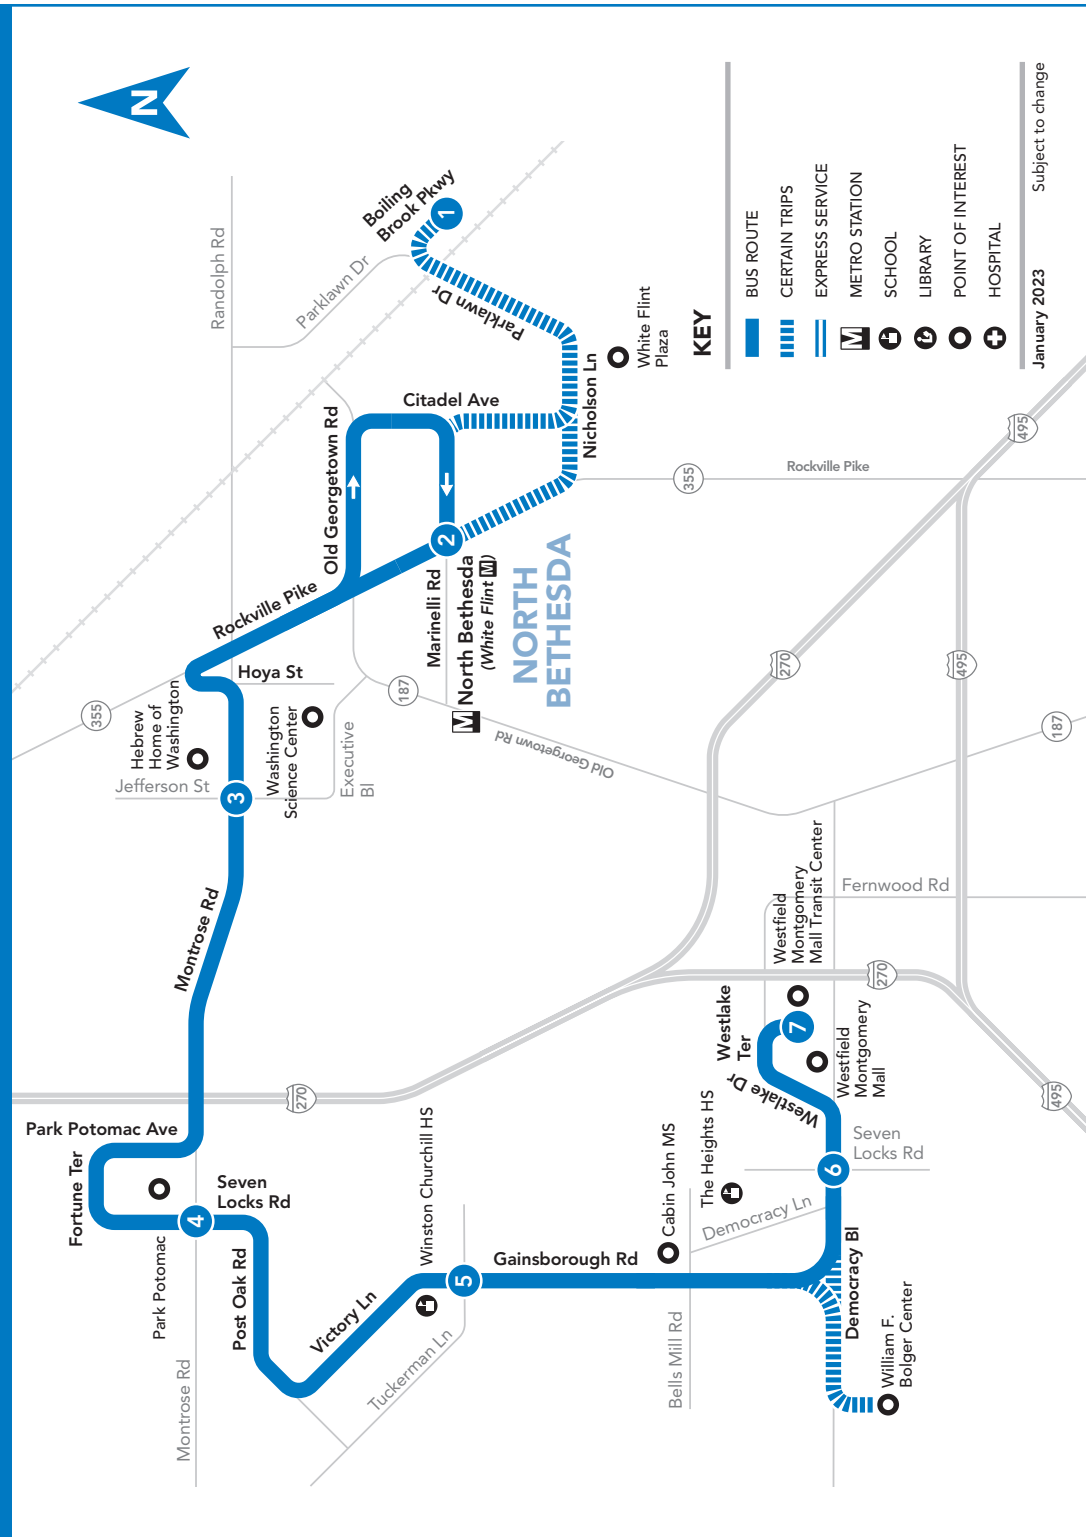 N
Randolph Rd
Parklawn Dr
Boiling
Brook Pkwy
1
Parklawn Dr
White Flint
Plaza
Nicholson Ln
Citadel Ave
Old Georgetown Rd
Rockville Pike
355
Rockville Pike
2
Marinelli Rd
M North Bethesda
(White Flint M)
NORTH
BETHESDA
Hoya St
355
Hebrew
Home of
Washington
Washington
Science Center
Jefferson St
3
Executive
Bl
187
Old Georgetown Rd
Montrose Rd
270
495
495
187
Fernwood Rd
Westfield
Montgomery
Mall Transit Center
270
Westlake
Ter
7
Westfield
Montgomery
Mall
Westlake Dr
495
270
Park Potomac Ave
Fortune Ter
Seven
Locks Rd
4
Park Potomac
Montrose Rd
Post Oak Rd
Victory Ln
Tuckerman Ln
Winston Churchill HS
5
Gainsborough Rd
Cabin John MS
Bells Mill Rd
The Heights HS
Democracy Ln
6
Seven
Locks Rd
Democracy Bl
William F.
Bolger Center
KEY
BUS ROUTE
CERTAIN TRIPS
EXPRESS SERVICE
M METRO STATION
SCHOOL
LIBRARY
POINT OF INTEREST
HOSPITAL
January 2023 Subject to change